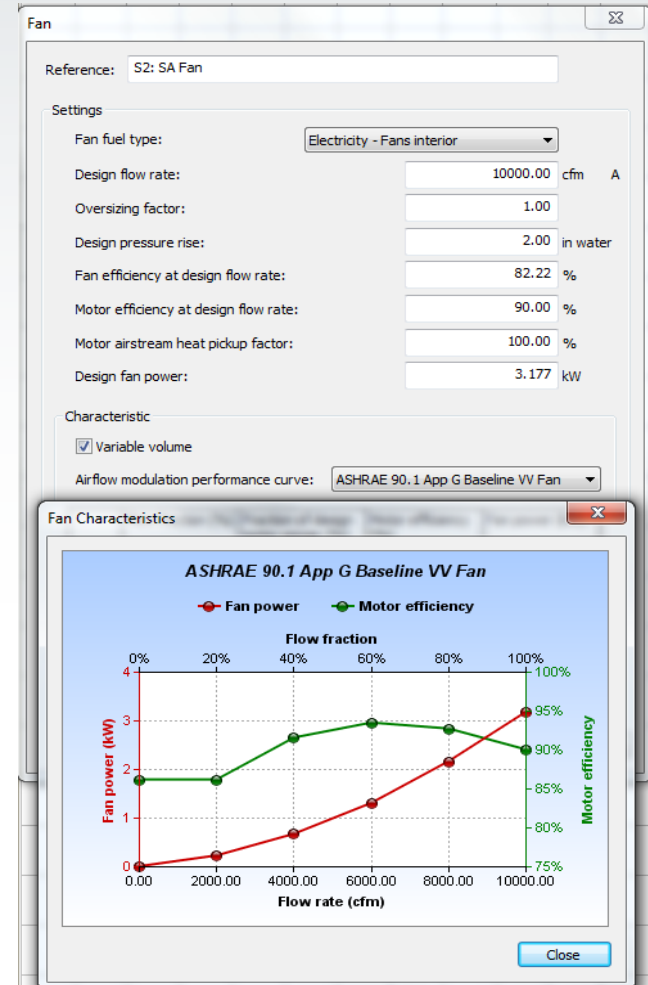 Fan
Reference: S2: SA Fan
Settings
Fan fuel type: Electricity - Fans interior
Design flow rate: 10000.00 cfm A
Oversizing factor: 1.00
Design pressure rise: 2.00 in water
Fan efficiency at design flow rate: 82.22 %
Motor efficiency at design flow rate: 90.00 %
Motor airstream heat pickup factor: 100.00 %
Design fan power: 3.177 kW
Characteristic
Variable volume
Airflow modulation performance curve: ASHRAE 90.1 App G Baseline VV Fan
Fan Characteristics
ASHRAE 90.1 App G Baseline VV Fan
Fan power Motor efficiency
Flow fraction
0% 20% 40% 60% 80% 100%
4 100%
95%
3
90%
2
85%
1 80%
0 75%
Fan power (kW)
Motor efficiency
0.00 2000.00 4000.00 6000.00 8000.00 10000.00
Flow rate (cfm)
Close